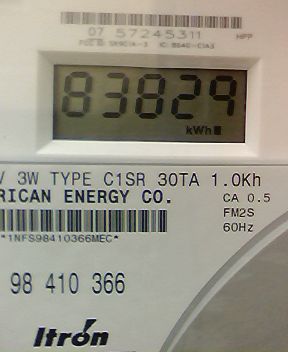 07 57245311 HPP
83829
kWh
V 3W TYPE C1SR 30TA 1.0Kh
RICAN ENERGY CO. CA 0.5
FM2S
*1NFS98410366MEC* 60Hz
98 410 366
Itron